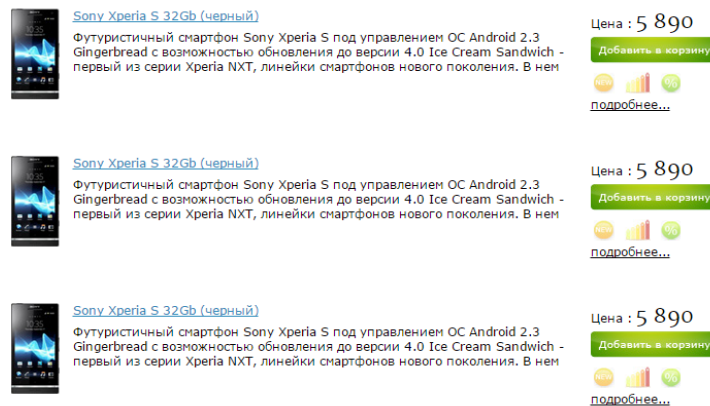 Sony Xperia S 32Gb (черный)
Футуристичный смартфон Sony Xperia S под управлением ОС Android 2.3
Gingerbread с возможностью обновления до версии 4.0 Ice Cream Sandwich -
первый из серии Xperia NXT, линейки смартфонов нового поколения. В нем
Цена : 5 890
Добавить в корзину
NEW %
подробнее...
Sony Xperia S 32Gb (черный)
Футуристичный смартфон Sony Xperia S под управлением ОС Android 2.3
Gingerbread с возможностью обновления до версии 4.0 Ice Cream Sandwich -
первый из серии Xperia NXT, линейки смартфонов нового поколения. В нем
Цена : 5 890
Добавить в корзину
NEW %
подробнее...
Sony Xperia S 32Gb (черный)
Футуристичный смартфон Sony Xperia S под управлением ОС Android 2.3
Gingerbread с возможностью обновления до версии 4.0 Ice Cream Sandwich -
первый из серии Xperia NXT, линейки смартфонов нового поколения. В нем
Цена : 5 890
Добавить в корзину
NEW %
подробнее...